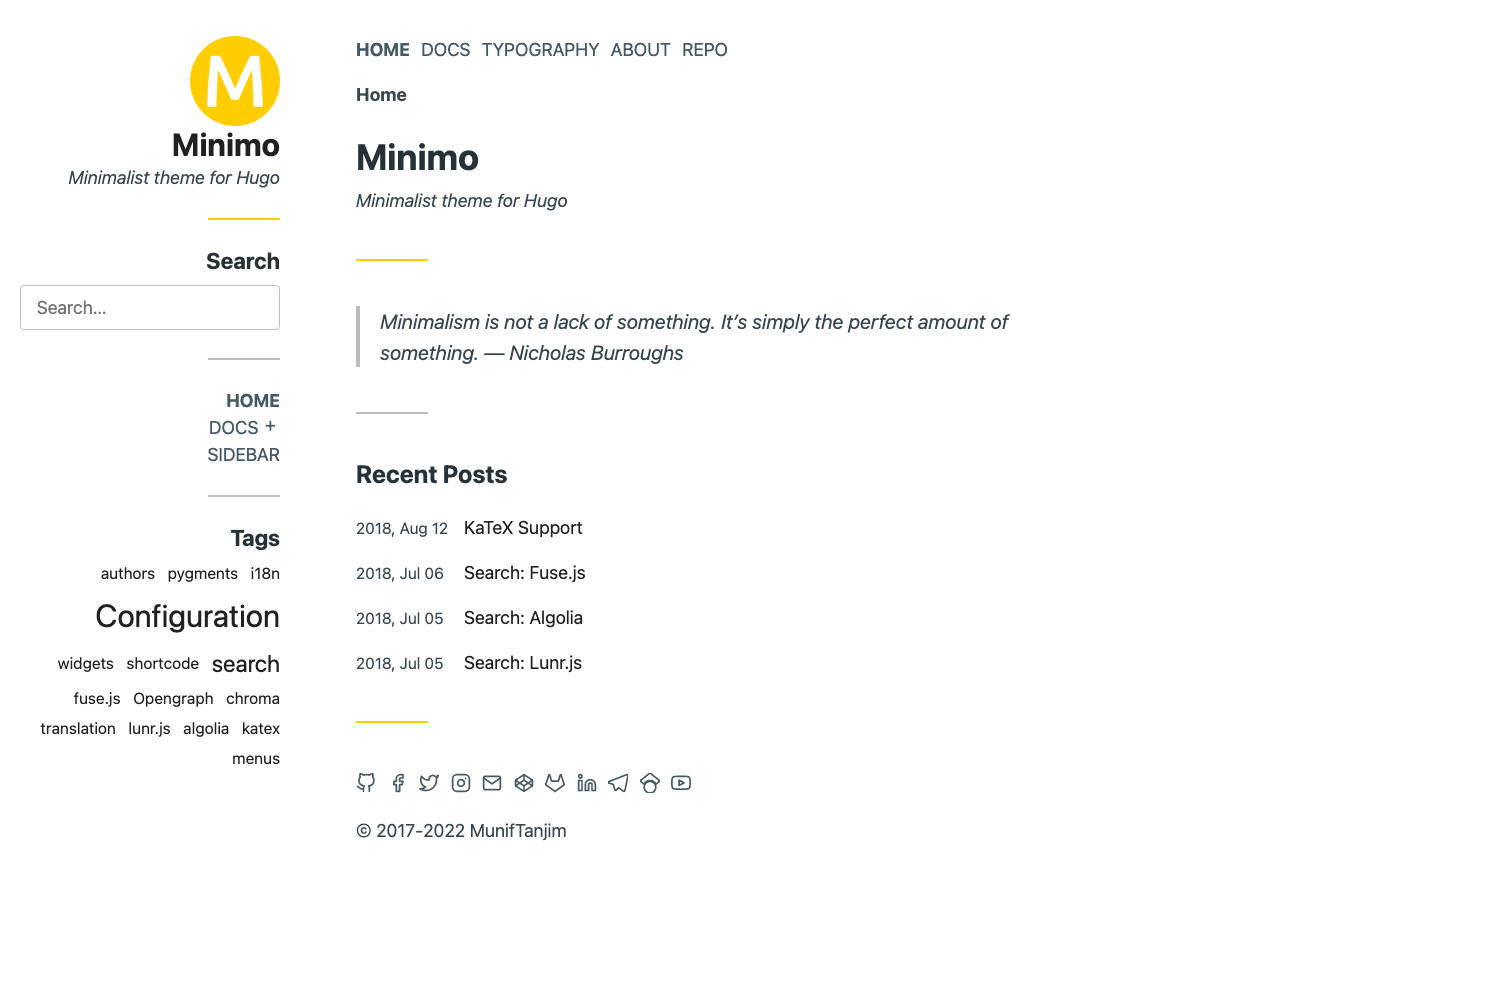 M
Minimo
Minimalist theme for Hugo
Search
Search...
HOME
DOCS +
SIDEBAR
Tags
authors pygments i18n
Configuration
widgets shortcode search
fuse.js Opengraph chroma
translation lunr.js algolia katex
menus
HOME DOCS TYPOGRAPHY ABOUT REPO
Home
Minimo
Minimalist theme for Hugo
Minimalism is not a lack of something. It’s simply the perfect amount of
something. — Nicholas Burroughs
Recent Posts
2018, Aug 12 KaTeX Support
2018, Jul 06 Search: Fuse.js
2018, Jul 05 Search: Algolia
2018, Jul 05 Search: Lunr.js
© 2017-2022 MunifTanjim